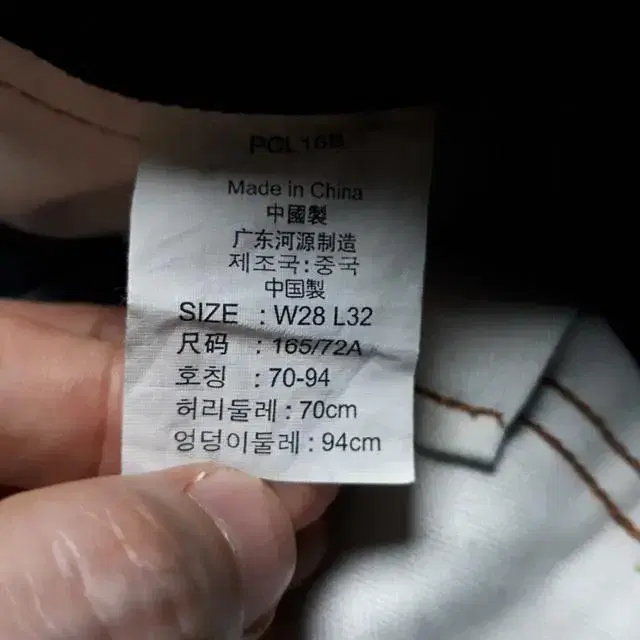 PCL16B
Made in China
中國製
广东河源制造
제조국:중국
中国製
SIZE : W28 L32
尺码 : 165/72A
호칭 : 70-94
허리둘레 : 70cm
엉덩이둘레 : 94cm